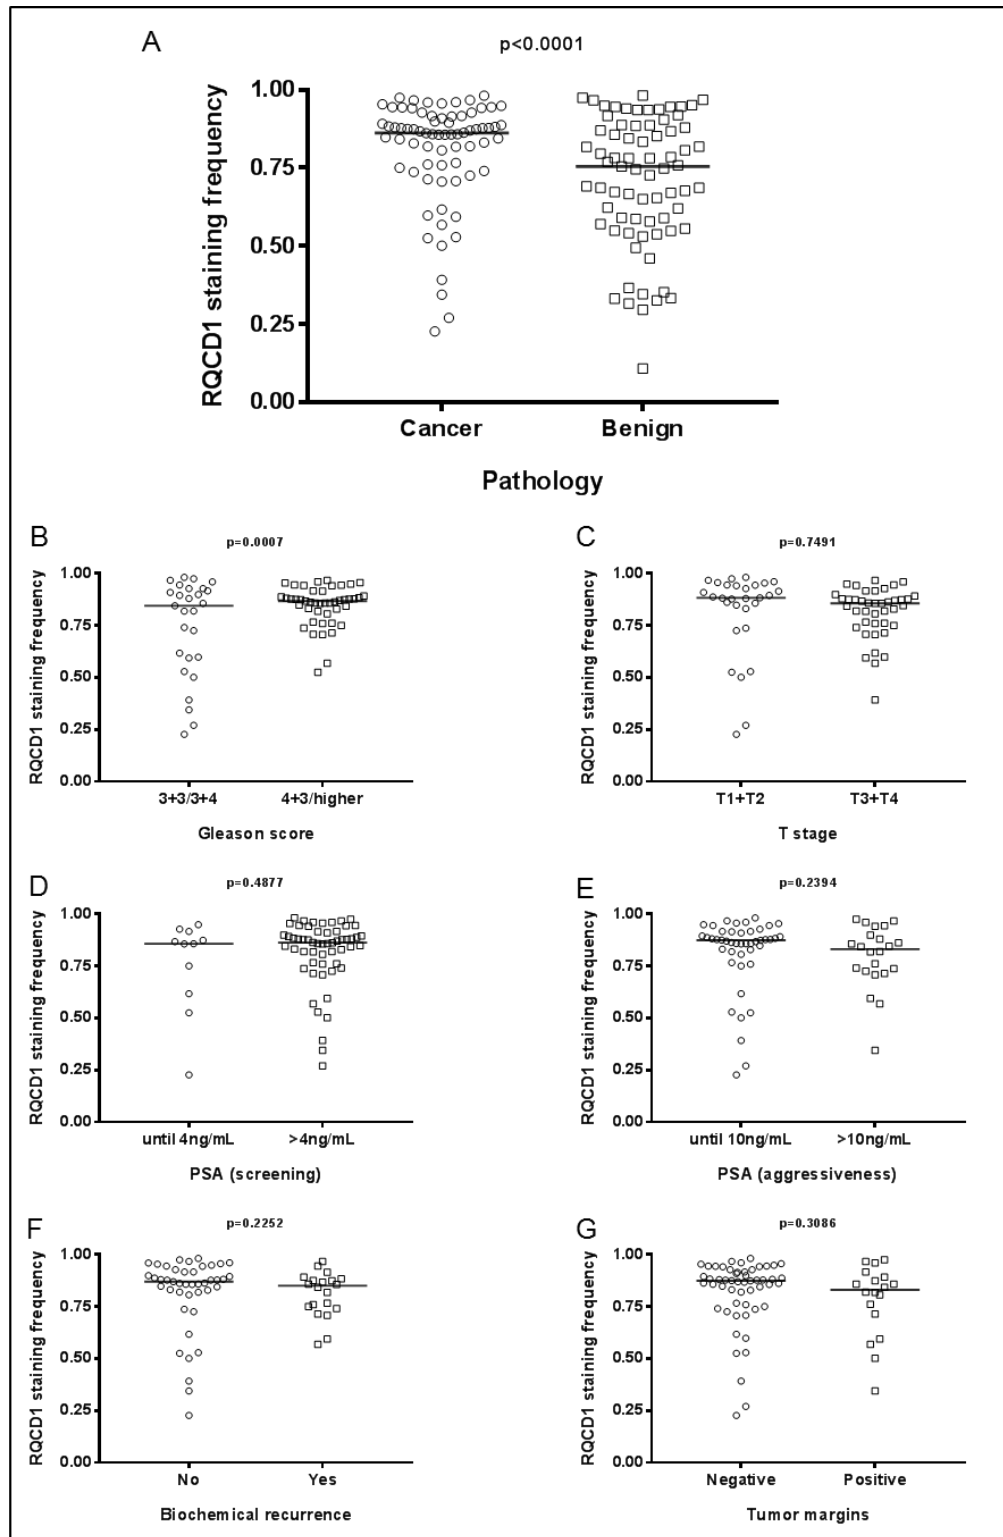 A
p<0.0001
RQCD1 staining frequency
1.00
0.75
0.50
0.25
0.00
Cancer Benign
Pathology
B
p=0.0007
RQCD1 staining frequency
1.00
0.75
0.50
0.25
0.00
3+3/3+4 4+3/higher
Gleason score
C
p=0.7491
RQCD1 staining frequency
1.00
0.75
0.50
0.25
0.00
T1+T2 T3+T4
T stage
D
p=0.4877
RQCD1 staining frequency
1.00
0.75
0.50
0.25
0.00
until 4ng/mL >4ng/mL
PSA (screening)
E
p=0.2394
RQCD1 staining frequency
1.00
0.75
0.50
0.25
0.00
until 10ng/mL >10ng/mL
PSA (aggressiveness)
F
p=0.2252
RQCD1 staining frequency
1.00
0.75
0.50
0.25
0.00
No Yes
Biochemical recurrence
G
p=0.3086
RQCD1 staining frequency
1.00
0.75
0.50
0.25
0.00
Negative Positive
Tumor margins